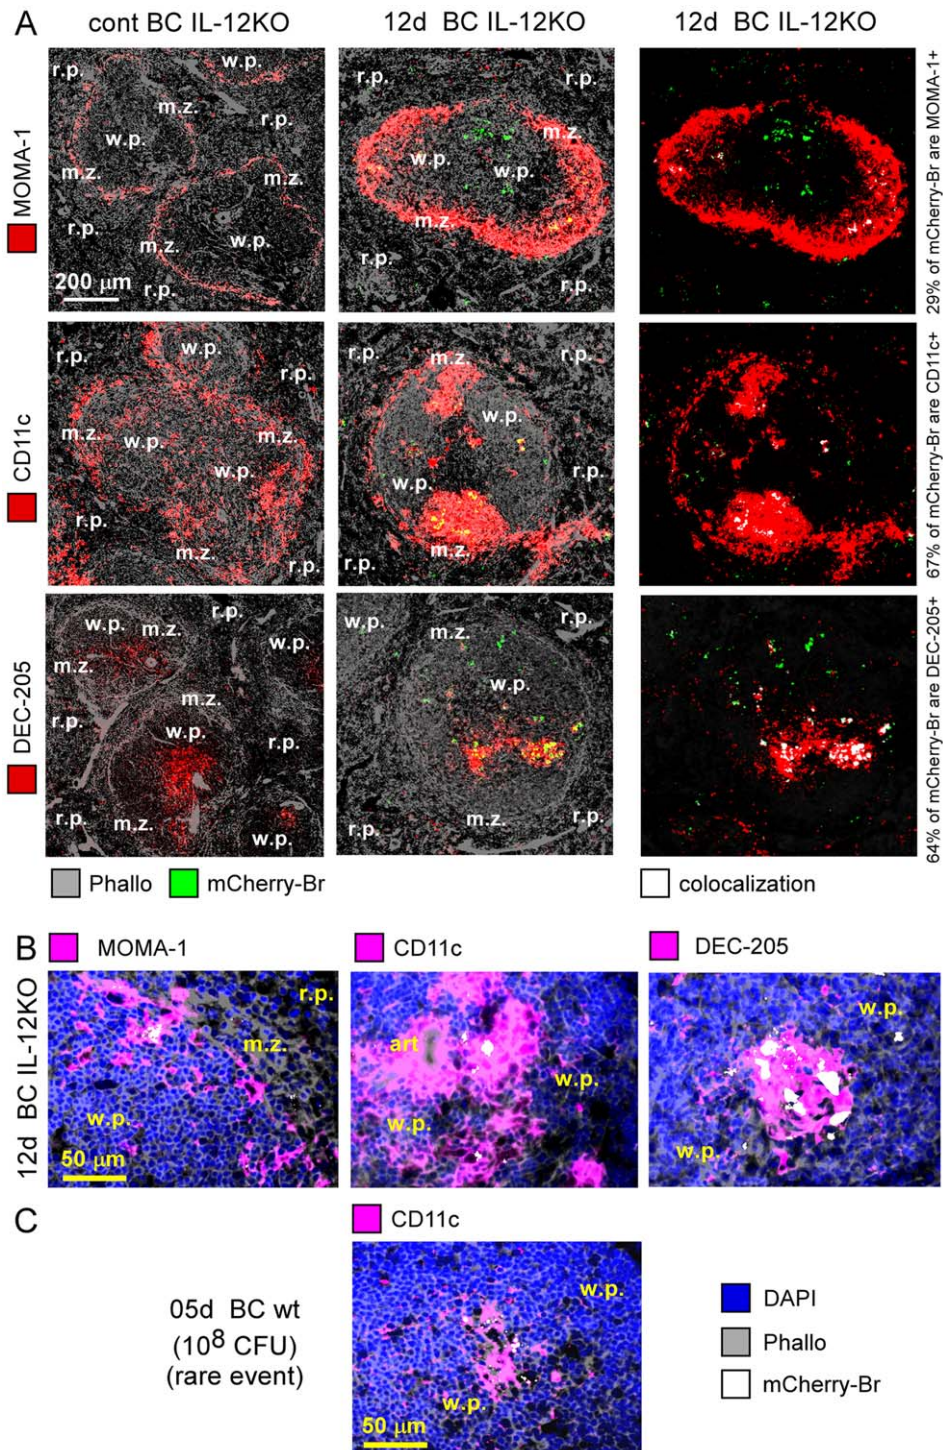 A
cont BC IL-12KO
12d BC IL-12KO
12d BC IL-12KO
MOMA-1
r.p.
w.p.
m.z.
w.p.
r.p.
m.z.
m.z.
r.p.
m.z.
w.p.
200 µm
r.p.
r.p.
r.p.
m.z.
w.p.
w.p.
m.z.
r.p.
r.p.
29% of mCherry-Br are MOMA-1+
CD11c
r.p.
w.p.
r.p.
m.z.
w.p.
m.z.
w.p.
r.p.
m.z.
r.p.
r.p.
m.z.
r.p.
w.p.
w.p.
r.p.
m.z.
r.p.
67% of mCherry-Br are CD11c+
DEC-205
r.p.
w.p.
m.z.
w.p.
m.z.
m.z.
r.p.
w.p.
r.p.
r.p.
m.z.
w.p.
w.p.
m.z.
r.p.
w.p.
m.z.
r.p.
r.p.
64% of mCherry-Br are DEC-205+
Phallo
mCherry-Br
colocalization
B
MOMA-1
CD11c
DEC-205
12d BC IL-12KO
r.p.
m.z.
w.p.
50 µm
art
w.p.
w.p.
w.p.
w.p.
C
CD11c
05d BC wt
(10⁸ CFU)
(rare event)
w.p.
w.p.
50 µm
DAPI
Phallo
mCherry-Br